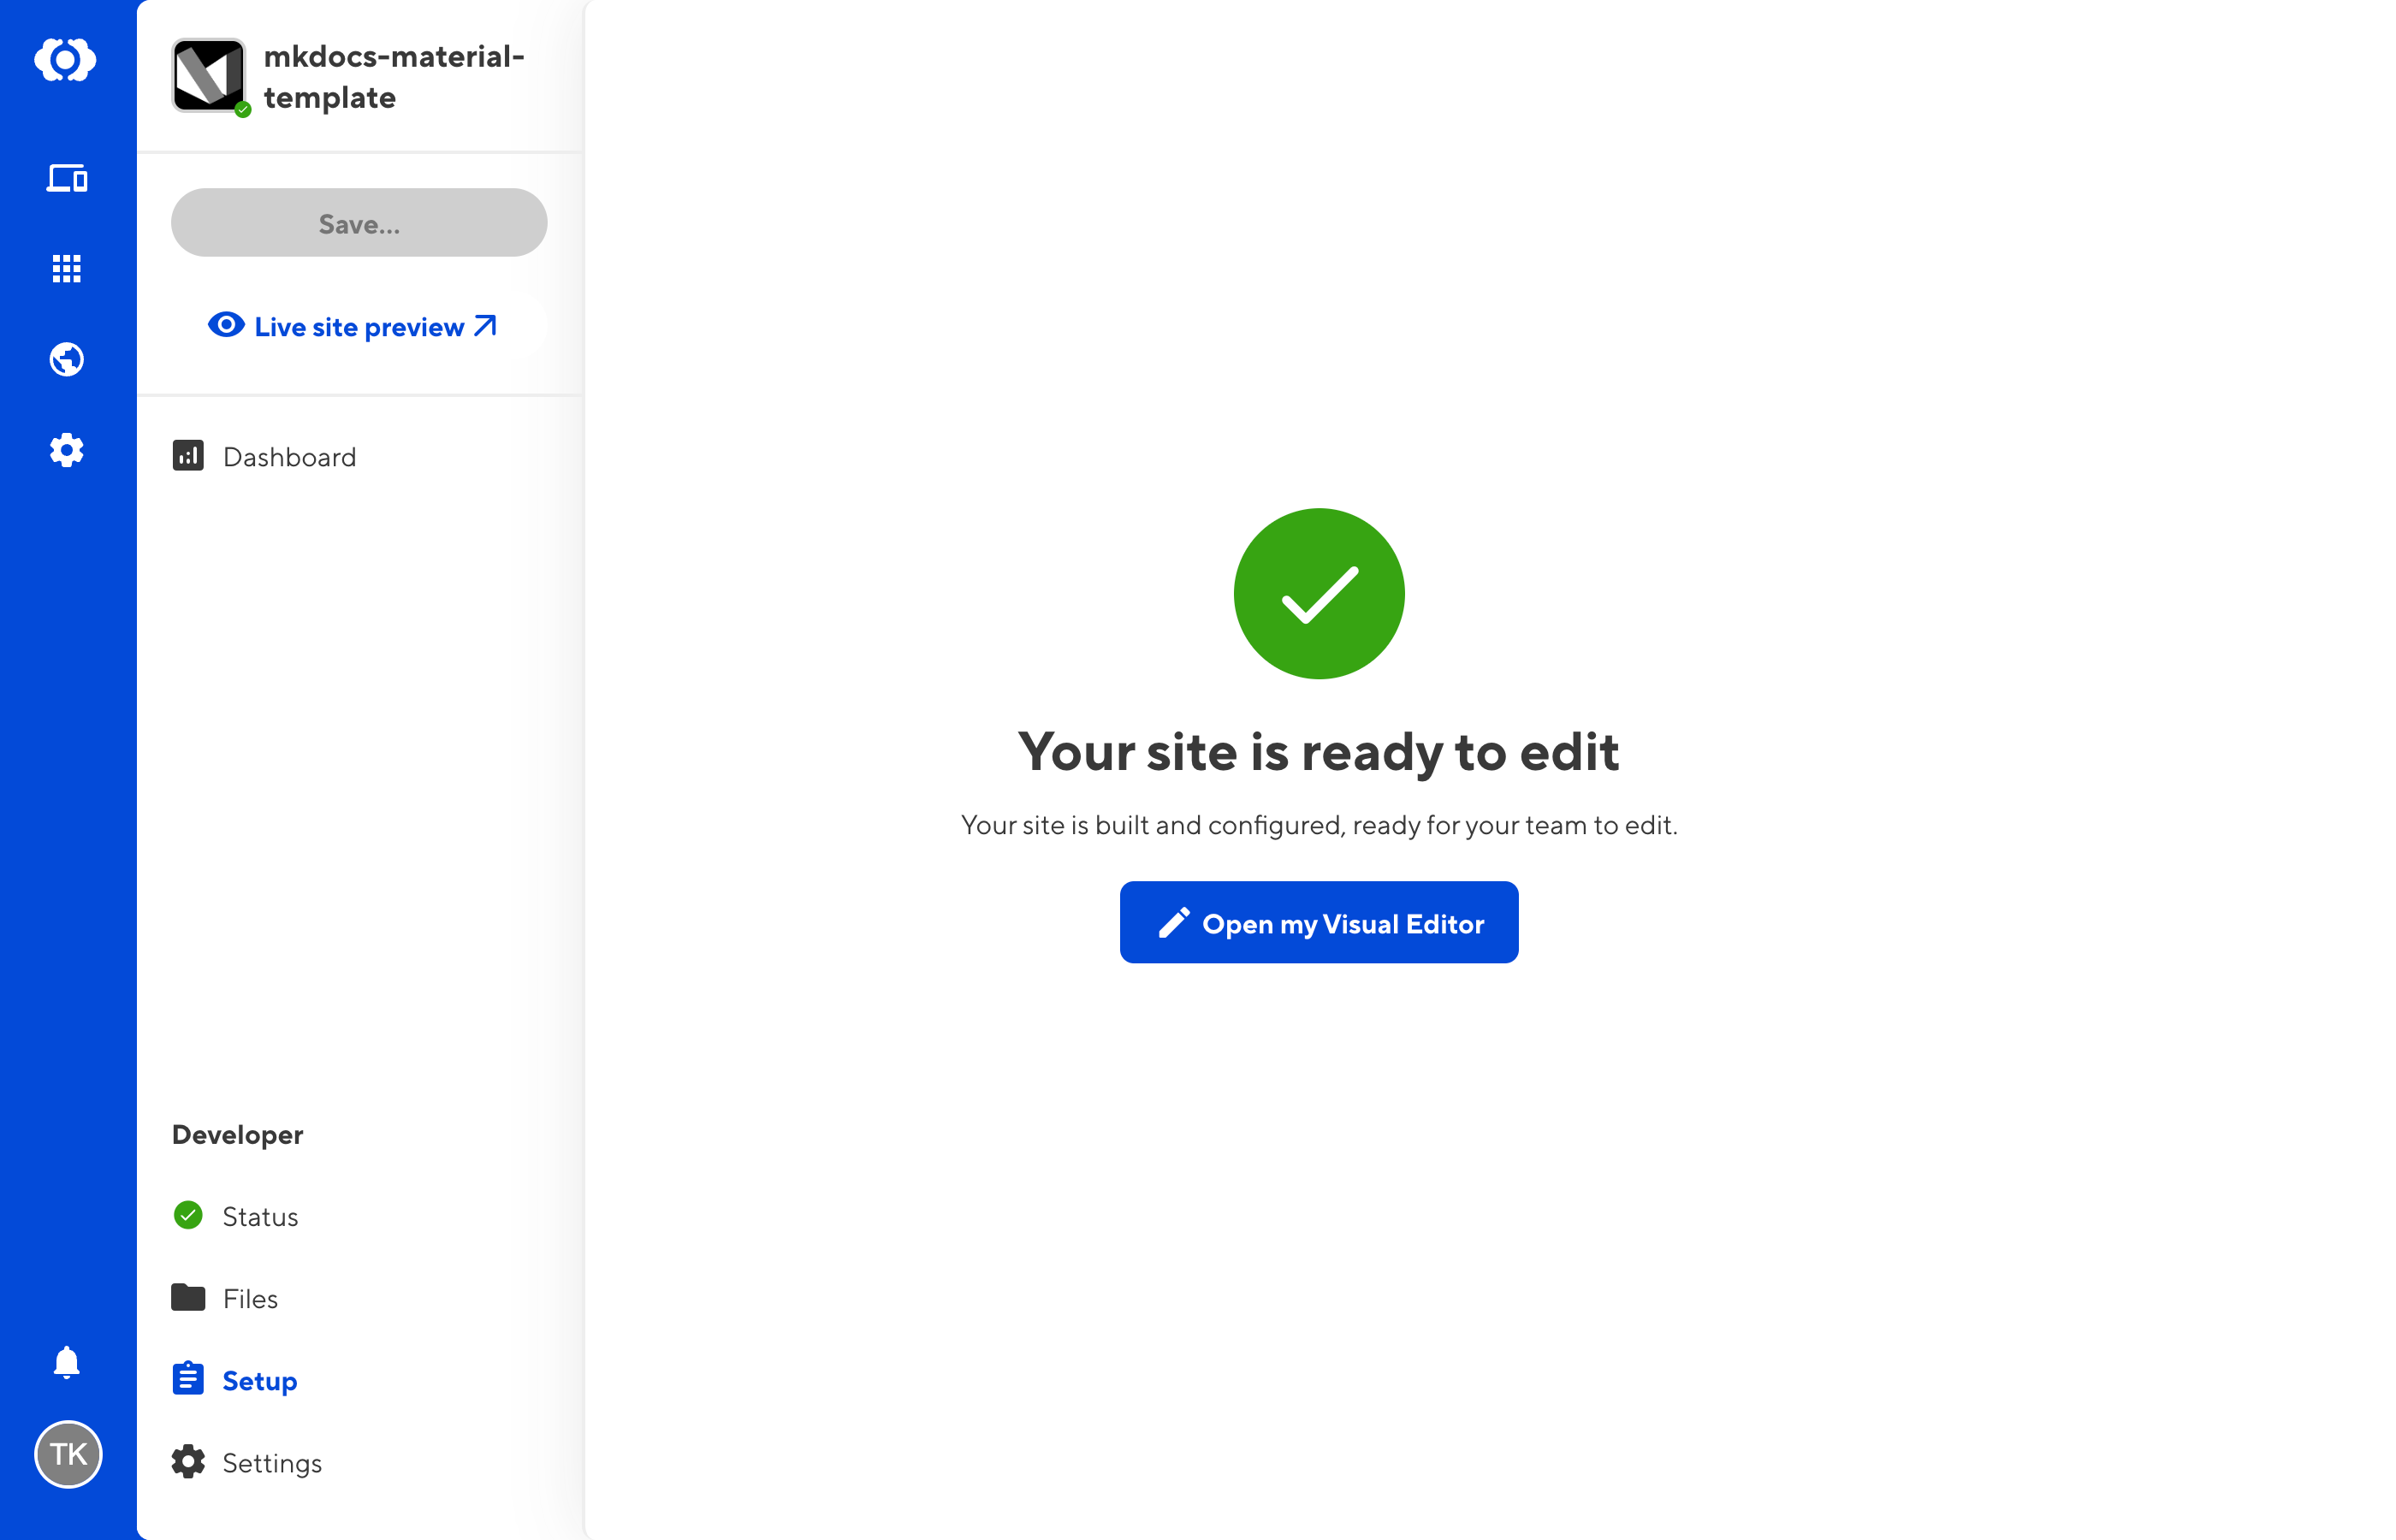 mkdocs-material-
template
Save...
Live site preview
Dashboard
Your site is ready to edit
Your site is built and configured, ready for your team to edit.
Open my Visual Editor
Developer
Status
Files
Setup
Settings
TK